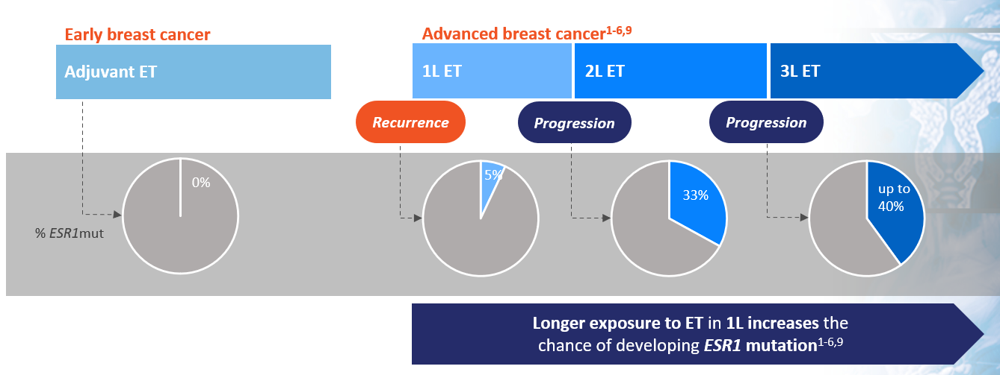 Early breast cancer
Advanced breast cancer1-6,9
Adjuvant ET
1L ET
2L ET
3L ET
Recurrence
Progression
Progression
0%
5%
33%
up to
40%
% ESR1mut
Longer exposure to ET in 1L increases the
chance of developing ESR1 mutation1-6,9